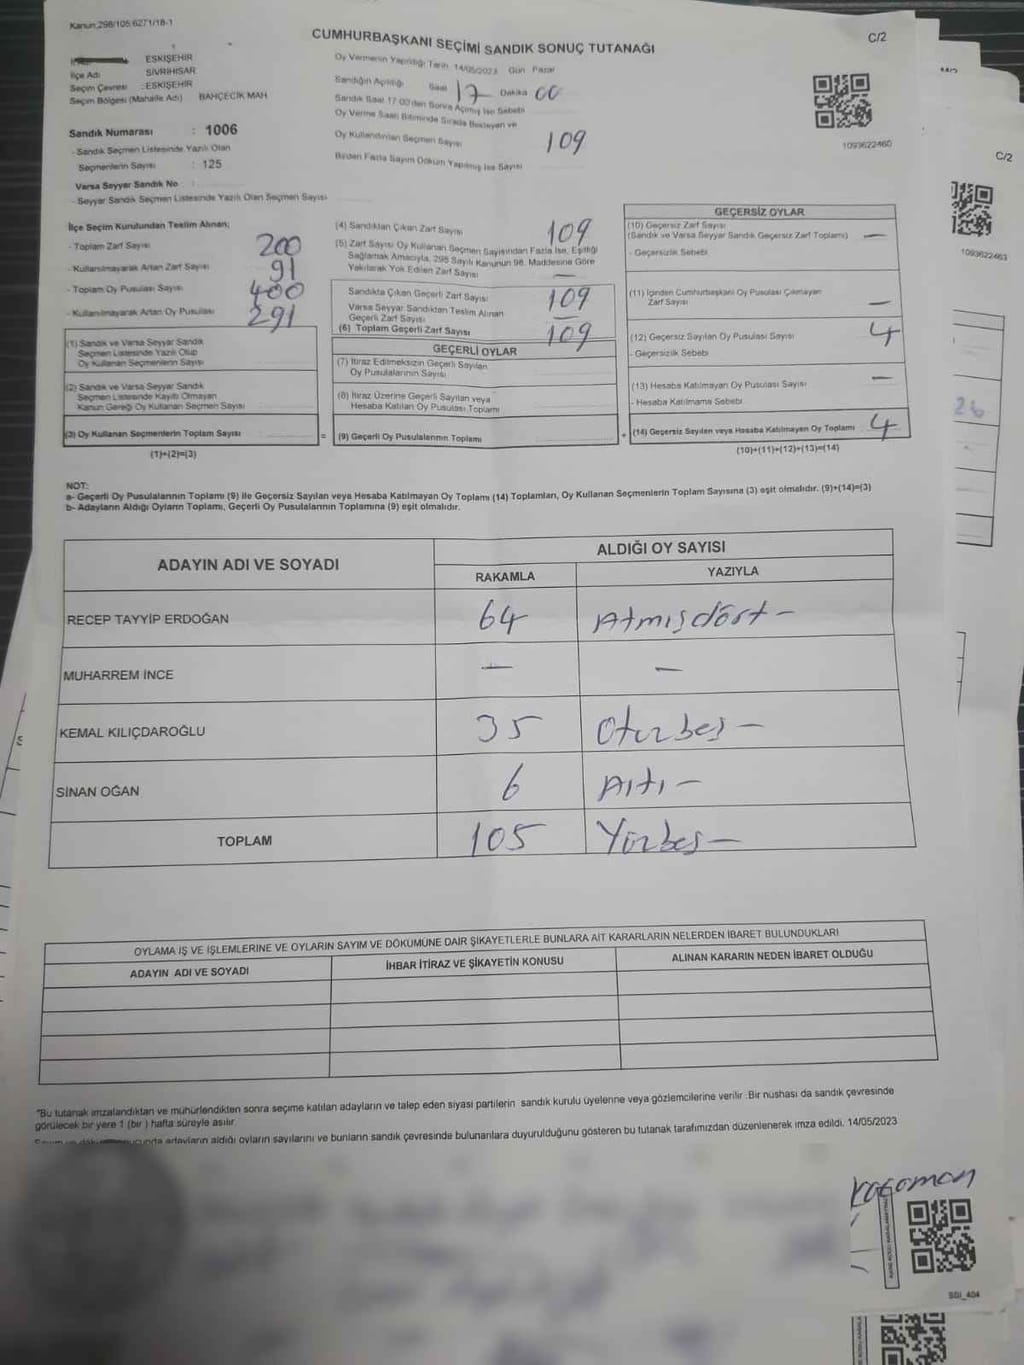 Kanun:298/105:6271/18-1
CUMHURBAŞKANI SEÇİMİ SANDIK SONUÇ TUTANAĞI
C/2
ESKİŞEHİR
İlçe Adı SİVRİHİSAR
Seçim Çevresi : ESKİŞEHİR
Seçim Bölgesi (Mahalle Adı) BAHÇECİK MAH
Sandık Numarası : 1006
- Sandık Seçmen Listesinde Yazılı Olan
Seçmenlerin Sayısı : 125
Varsa Seyyar Sandık No :
- Seyyar Sandık Seçmen Listesinde Yazılı Olan Seçmen Sayısı
Oy Vermenin Yapıldığı Tarih: 14/05/2023 Gün Pazar
Sandığın Açıldığı Saat 17 Dakika 00
Sandık Saat 17:00'den Sonra Açılmış İse Sebebi
Oy Verme Saati Bitiminde Sırada Bekleyen ve
Oy Kullandırılan Seçmen Sayısı 109
Birden Fazla Sayım Döküm Yapılmış İse Sayısı
1093622460
C/2
1093622463
İlçe Seçim Kurulundan Teslim Alınan;
- Toplam Zarf Sayısı 200
- Kullanılmayarak Artan Zarf Sayısı 91
- Toplam Oy Pusulası Sayısı 400
- Kullanılmayarak Artan Oy Pusulası 291
(1) Sandık ve Varsa Seyyar Sandık
Seçmen Listesinde Yazılı Olup
Oy Kullanan Seçmenlerin Sayısı
(2) Sandık ve Varsa Seyyar Sandık
Seçmen Listesinde Kayıtlı Olmayan
Kanun Gereği Oy Kullanan Seçmen Sayısı
(3) Oy Kullanan Seçmenlerin Toplam Sayısı
(1)+(2)=(3)
(4) Sandıktan Çıkan Zarf Sayısı 109
(5) Zarf Sayısı Oy Kullanan Seçmen Sayısından Fazla İse, Eşitliği
Sağlamak Amacıyla, 298 Sayılı Kanunun 98. Maddesine Göre
Yakılarak Yok Edilen Zarf Sayısı —
Sandıkta Çıkan Geçerli Zarf Sayısı 109
Varsa Seyyar Sandıktan Teslim Alınan
Geçerli Zarf Sayısı —
(6) Toplam Geçerli Zarf Sayısı 109
GEÇERLİ OYLAR
(7) İtiraz Edilmeksizin Geçerli Sayılan
Oy Pusulalarının Sayısı
(8) İtiraz Üzerine Geçerli Sayılan veya
Hesaba Katılan Oy Pusulası Toplamı
= (9) Geçerli Oy Pusulalarının Toplamı
GEÇERSİZ OYLAR
(10) Geçersiz Zarf Sayısı
(Sandık ve Varsa Seyyar Sandık Geçersiz Zarf Toplamı) —
- Geçersizlik Sebebi
(11) İçinden Cumhurbaşkanı Oy Pusulası Çıkmayan
Zarf Sayısı —
(12) Geçersiz Sayılan Oy Pusulası Sayısı 4
- Geçersizlik Sebebi
(13) Hesaba Katılmayan Oy Pusulası Sayısı —
- Hesaba Katılmama Sebebi
+ (14) Geçersiz Sayılan veya Hesaba Katılmayan Oy Toplamı 4
(10)+(11)+(12)+(13)=(14)
26
NOT:
a- Geçerli Oy Pusulalarının Toplamı (9) ile Geçersiz Sayılan veya Hesaba Katılmayan Oy Toplamı (14) Toplamları, Oy Kullanan Seçmenlerin Toplam Sayısına (3) eşit olmalıdır. (9)+(14)=(3)
b- Adayların Aldığı Oyların Toplamı, Geçerli Oy Pusulalarının Toplamına (9) eşit olmalıdır.
ADAYIN ADI VE SOYADI
ALDIĞI OY SAYISI
RAKAMLA YAZIYLA
RECEP TAYYİP ERDOĞAN 64 Atmışdört —
MUHARREM İNCE — —
KEMAL KILIÇDAROĞLU 35 Oturbeş —
SİNAN OĞAN 6 Altı —
TOPLAM 105 Yüzbeş —
OYLAMA İŞ VE İŞLEMLERİNE VE OYLARIN SAYIM VE DÖKÜMÜNE DAİR ŞİKAYETLERLE BUNLARA AİT KARARLARIN NELERDEN İBARET BULUNDUKLARI
ADAYIN ADI VE SOYADI İHBAR İTİRAZ VE ŞİKAYETİN KONUSU ALINAN KARARIN NEDEN İBARET OLDUĞU
"Bu tutanak imzalandıktan ve mühürlendikten sonra seçime katılan adayların ve talep eden siyasi partilerin sandık kurulu üyelerine veya gözlemcilerine verilir. Bir nüshası da sandık çevresinde
görülecek bir yere 1 (bir) hafta süreyle asılır.
adayların aldığı oyların sayılarını ve bunların sandık çevresinde bulunanlara duyurulduğunu gösteren bu tutanak tarafımızdan düzenlenerek imza edildi. 14/05/2023
Karaman
SGI_404